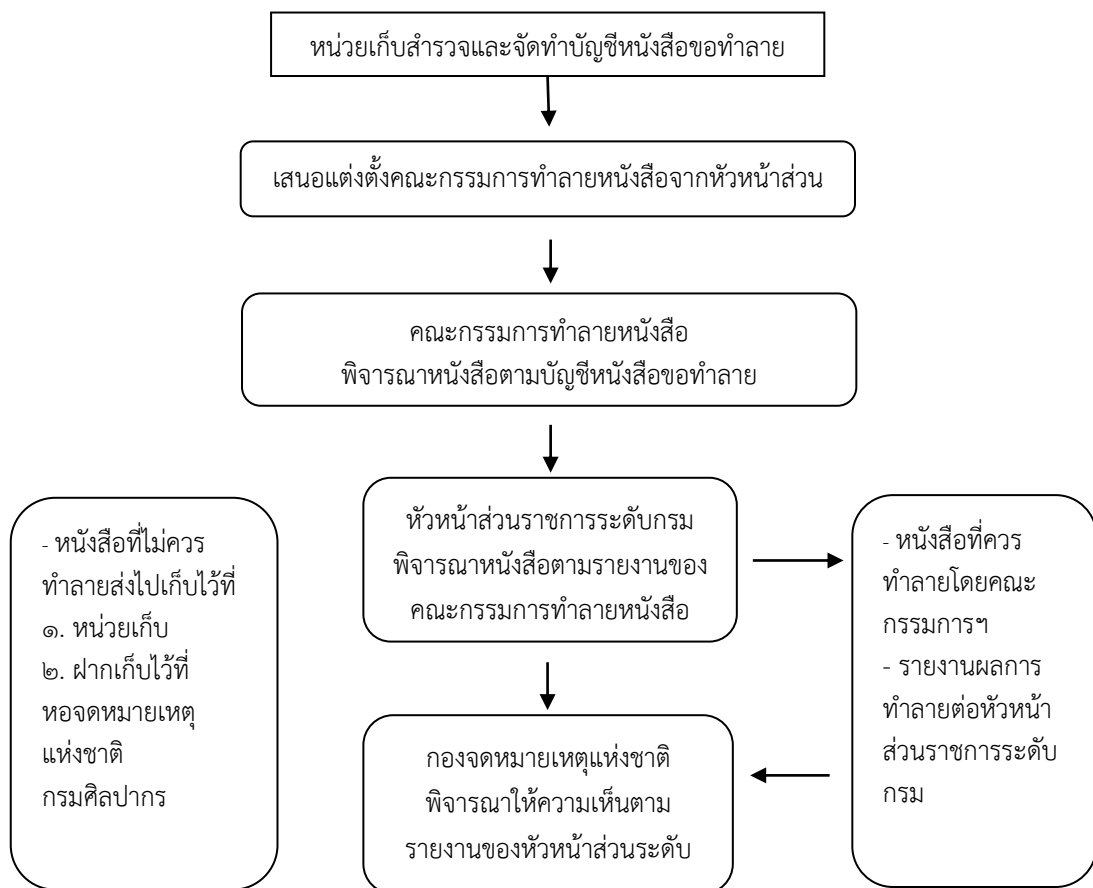 หน่วยเก็บสำรวจและจัดทำบัญชีหนังสือขอทำลาย
เสนอแต่งตั้งคณะกรรมการทำลายหนังสือจากหัวหน้าส่วน
คณะกรรมการทำลายหนังสือ
พิจารณาหนังสือตามบัญชีหนังสือขอทำลาย
- หนังสือที่ไม่ควร
ทำลายส่งไปเก็บไว้ที่
๑. หน่วยเก็บ
๒. ฝากเก็บไว้ที่
หอจดหมายเหตุ
แห่งชาติ
กรมศิลปากร
หัวหน้าส่วนราชการระดับกรม
พิจารณาหนังสือตามรายงานของ
คณะกรรมการทำลายหนังสือ
- หนังสือที่ควร
ทำลายโดยคณะ
กรรมการฯ
- รายงานผลการ
ทำลายต่อหัวหน้า
ส่วนราชการระดับ
กรม
กองจดหมายเหตุแห่งชาติ
พิจารณาให้ความเห็นตาม
รายงานของหัวหน้าส่วนระดับ